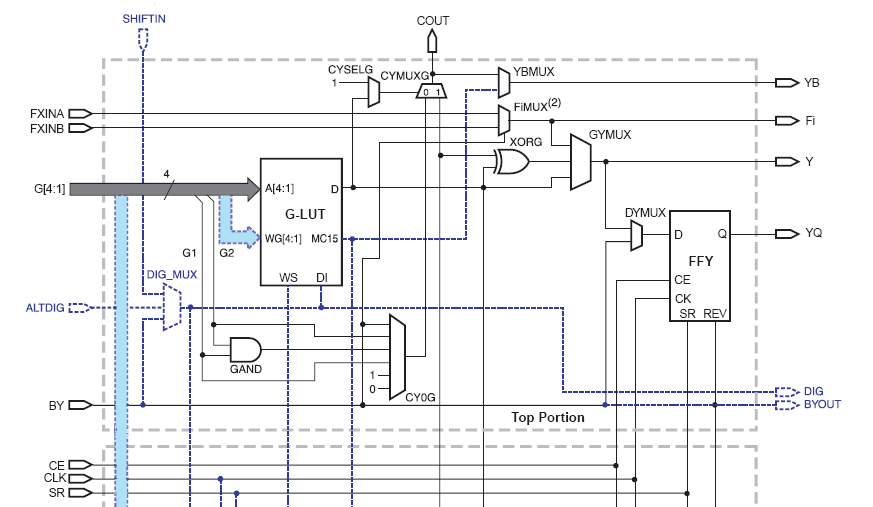 SHIFTIN
COUT
CYSELG
CYMUXG
YBMUX
1
0 1
YB
FXINA
FiMUX(2)
Fi
FXINB
XORG
GYMUX
4
G[4:1]
A[4:1]
D
Y
G-LUT
DYMUX
WG[4:1]
MC15
D
Q
YQ
G1
G2
FFY
DIG_MUX
WS
DI
CE
CK
ALTDIG
SR
REV
GAND
1
0
CY0G
DIG
BY
BYOUT
Top Portion
CE
CLK
SR